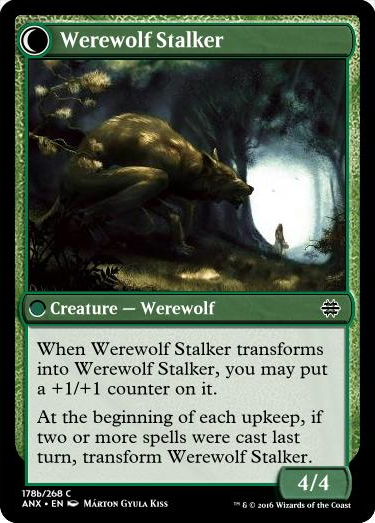 Werewolf Stalker
Creature — Werewolf
When Werewolf Stalker transforms
into Werewolf Stalker, you may put
a +1/+1 counter on it.
At the beginning of each upkeep, if
two or more spells were cast last
turn, transform Werewolf Stalker.
4/4
178b/268 C
ANX • EN Márton Gyula Kiss
™ & © 2016 Wizards of the Coast